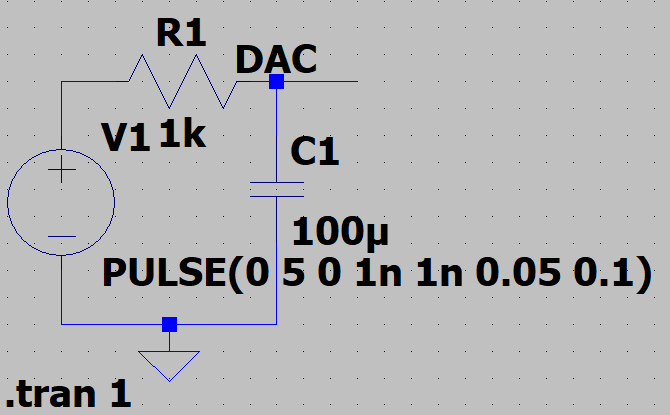 R1
DAC
V1 1k
C1
100µ
PULSE(0 5 0 1n 1n 0.05 0.1)
.tran 1